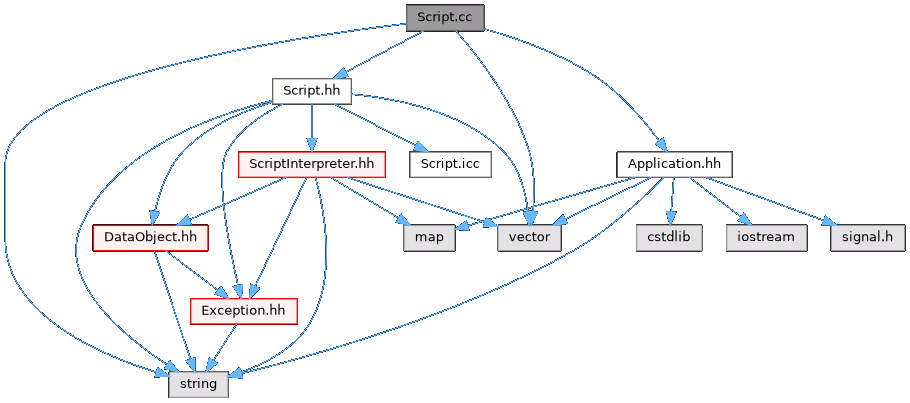 Script.cc
Script.hh
ScriptInterpreter.hh
Script.icc
Application.hh
DataObject.hh
map
vector
cstdlib
iostream
signal.h
Exception.hh
string